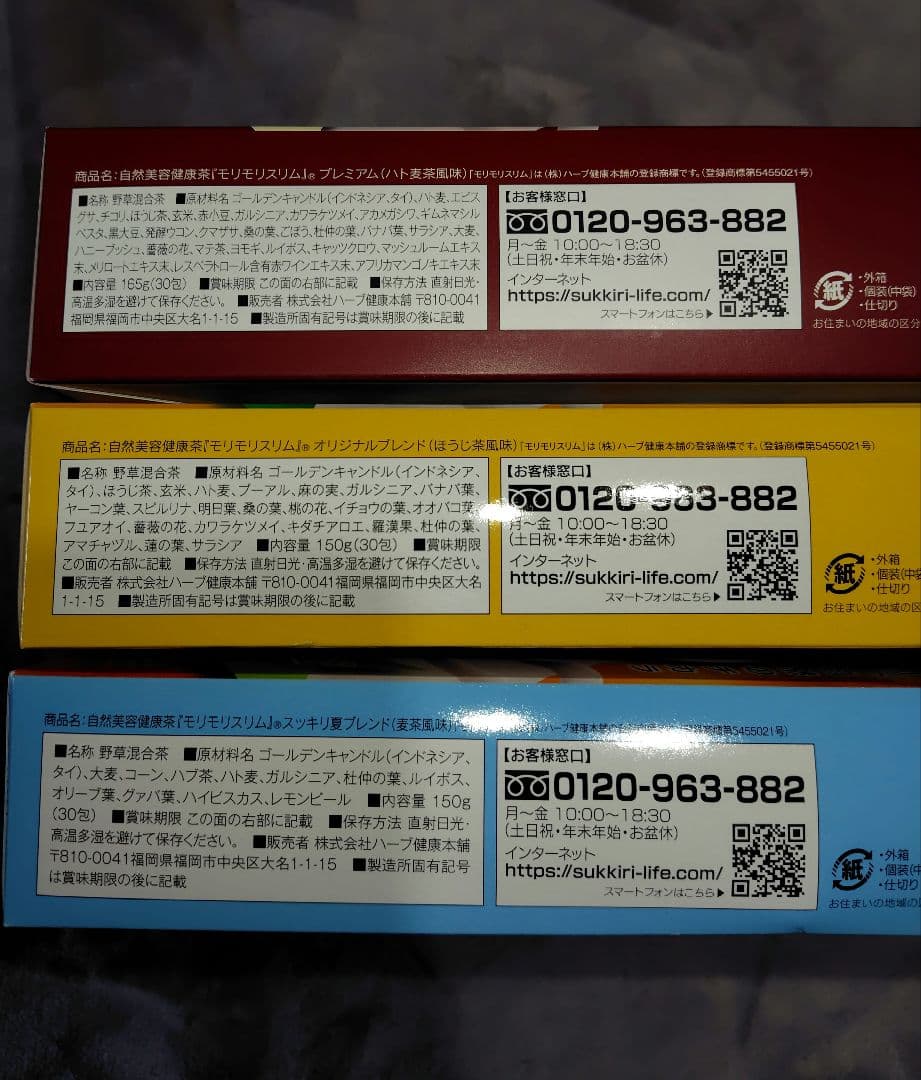 商品名:自然美容健康茶『モリモリスリム』® プレミアム(ハト麦茶風味)「モリモリスリム」は(株)ハーブ健康本舗の登録商標です。(登録商標第5455021号)
■名称 野草混合茶 ■原材料名 ゴールデンキャンドル(インドネシア、タイ)、ハト麦、エビス
グサ、チコリ、ほうじ茶、玄米、赤小豆、ガルシニア、カワラケツメイ、アカメガシワ、ギムネマシル
ベスタ、黒大豆、発酵ウコン、クマザサ、桑の葉、ごぼう、杜仲の葉、バナバ葉、サラシア、大麦、
ハニーブッシュ、薔薇の花、マテ茶、ヨモギ、ルイボス、キャッツクロウ、マッシュルームエキス
末、メリロートエキス末、レスベラトロール含有赤ワインエキス末、アフリカマンゴノキエキス末
■内容量 165g(30包) ■賞味期限 この面の右部に記載 ■保存方法 直射日光・
高温多湿を避けて保存ください。 ■販売者 株式会社ハーブ健康本舗 〒810-0041
福岡県福岡市中央区大名1-1-15 ■製造所固有記号は賞味期限の後に記載
【お客様窓口】
0120-963-882
月~金 10:00~18:30
(土日祝・年末年始・お盆休)
インターネット
https://sukkiri-life.com/
スマートフォンはこちら▶
紙
・外箱
・個装(中袋)
・仕切り
お住まいの地域の区分
商品名:自然美容健康茶『モリモリスリム』® オリジナルブレンド(ほうじ茶風味)「モリモリスリム」は(株)ハーブ健康本舗の登録商標です。(登録商標第5455021号)
■名称 野草混合茶 ■原材料名 ゴールデンキャンドル(インドネシア、
タイ)、ほうじ茶、玄米、ハト麦、プーアル、麻の実、ガルシニア、バナバ葉、
ヤーコン葉、スピルリナ、明日葉、桑の葉、桃の花、イチョウの葉、オオバコ葉、
フユアオイ、薔薇の花、カワラケツメイ、キダチアロエ、羅漢果、杜仲の葉、
アマチャヅル、蓮の葉、サラシア ■内容量 150g(30包) ■賞味期限
この面の右部に記載 ■保存方法 直射日光・高温多湿を避けて保存ください。
■販売者 株式会社ハーブ健康本舗 〒810-0041福岡県福岡市中央区大名
1-1-15 ■製造所固有記号は賞味期限の後に記載
【お客様窓口】
0120-963-882
月~金 10:00~18:30
(土日祝・年末年始・お盆休)
インターネット
https://sukkiri-life.com/
スマートフォンはこちら▶
紙
・外箱
・個装(中袋
・仕切り
お住まいの地域の区
商品名:自然美容健康茶『モリモリスリム』®スッキリ夏ブレンド(麦茶風味) ハーブ健康本舗の 商標第5455021号)
■名称 野草混合茶 ■原材料名 ゴールデンキャンドル(インドネシア、
タイ)、大麦、コーン、ハブ茶、ハト麦、ガルシニア、杜仲の葉、ルイボス、
オリーブ葉、グァバ葉、ハイビスカス、レモンピール ■内容量 150g
(30包) ■賞味期限 この面の右部に記載 ■保存方法 直射日光・
高温多湿を避けて保存ください。 ■販売者 株式会社ハーブ健康本舗
〒810-0041福岡県福岡市中央区大名1-1-15 ■製造所固有記号
は賞味期限の後に記載
【お客様窓口】
0120-963-882
月~金 10:00~18:30
(土日祝・年末年始・お盆休)
インターネット
https://sukkiri-life.com/
スマートフォンはこちら▶
紙
・外箱
・個装(中
・仕切り
お住まいの地域の